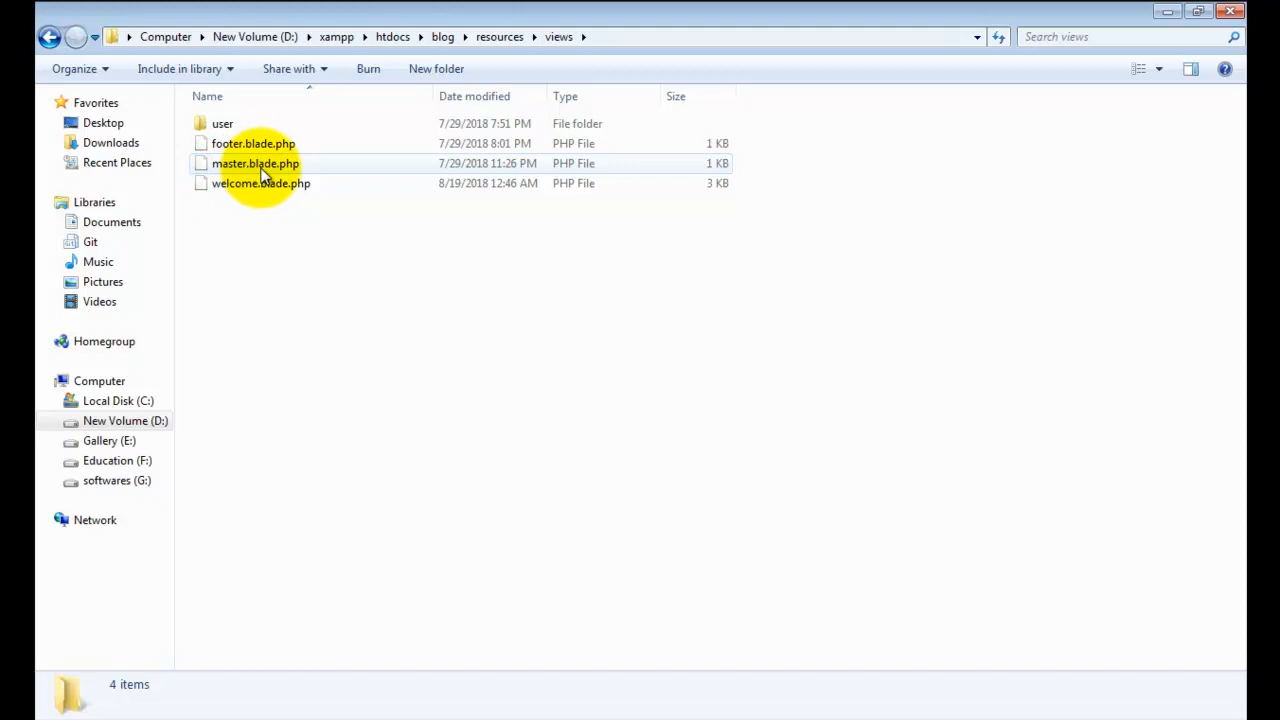 Computer New Volume (D:) xampp htdocs blog resources views Search views
Organize Include in library Share with Burn New folder
Name Date modified Type Size
user 7/29/2018 7:51 PM File folder
footer.blade.php 7/29/2018 8:01 PM PHP File 1 KB
master.blade.php 7/29/2018 11:26 PM PHP File 1 KB
welcome.blade.php 8/19/2018 12:46 AM PHP File 3 KB
Favorites
Desktop
Downloads
Recent Places
Libraries
Documents
Git
Music
Pictures
Videos
Homegroup
Computer
Local Disk (C:)
New Volume (D:)
Gallery (E:)
Education (F:)
softwares (G:)
Network
4 items